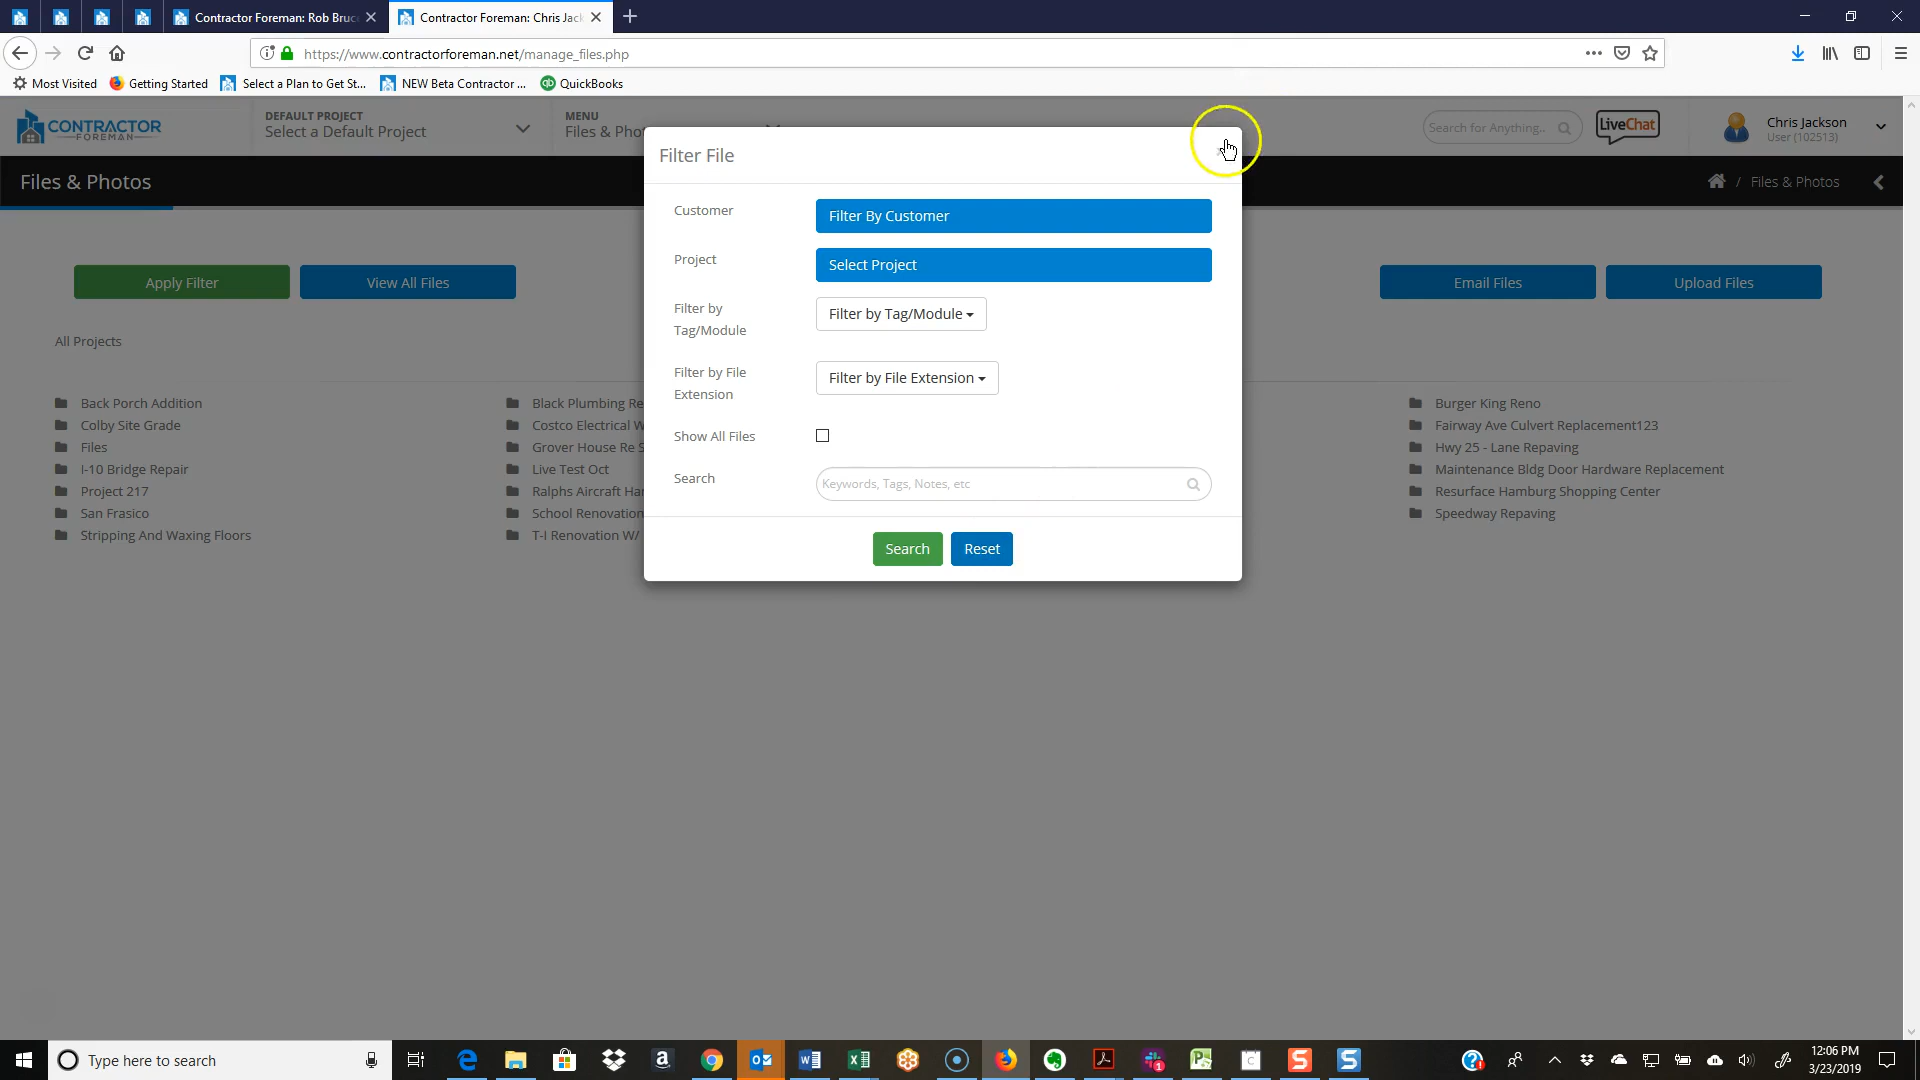 Contractor Foreman: Rob Bruc
Contractor Foreman: Chris Jack
https://www.contractorforeman.net/manage_files.php
Most Visited
Getting Started
Select a Plan to Get St...
NEW Beta Contractor ...
QuickBooks
CONTRACTOR
FOREMAN
DEFAULT PROJECT
Select a Default Project
MENU
Files & Pho
Search for Anything..
LiveChat
Chris Jackson
User (102513)
Files & Photos
/ Files & Photos
Filter File
Customer
Filter By Customer
Project
Select Project
Filter by
Tag/Module
Filter by Tag/Module
Filter by File
Extension
Filter by File Extension
Show All Files
Search
Keywords, Tags, Notes, etc
Search
Reset
Apply Filter
View All Files
Email Files
Upload Files
All Projects
Back Porch Addition
Colby Site Grade
Files
I-10 Bridge Repair
Project 217
San Frasico
Stripping And Waxing Floors
Black Plumbing Re
Costco Electrical W
Grover House Re S
Live Test Oct
Ralphs Aircraft Han
School Renovation
T-I Renovation W/
Burger King Reno
Fairway Ave Culvert Replacement123
Hwy 25 - Lane Repaving
Maintenance Bldg Door Hardware Replacement
Resurface Hamburg Shopping Center
Speedway Repaving
Type here to search
12:06 PM
3/23/2019